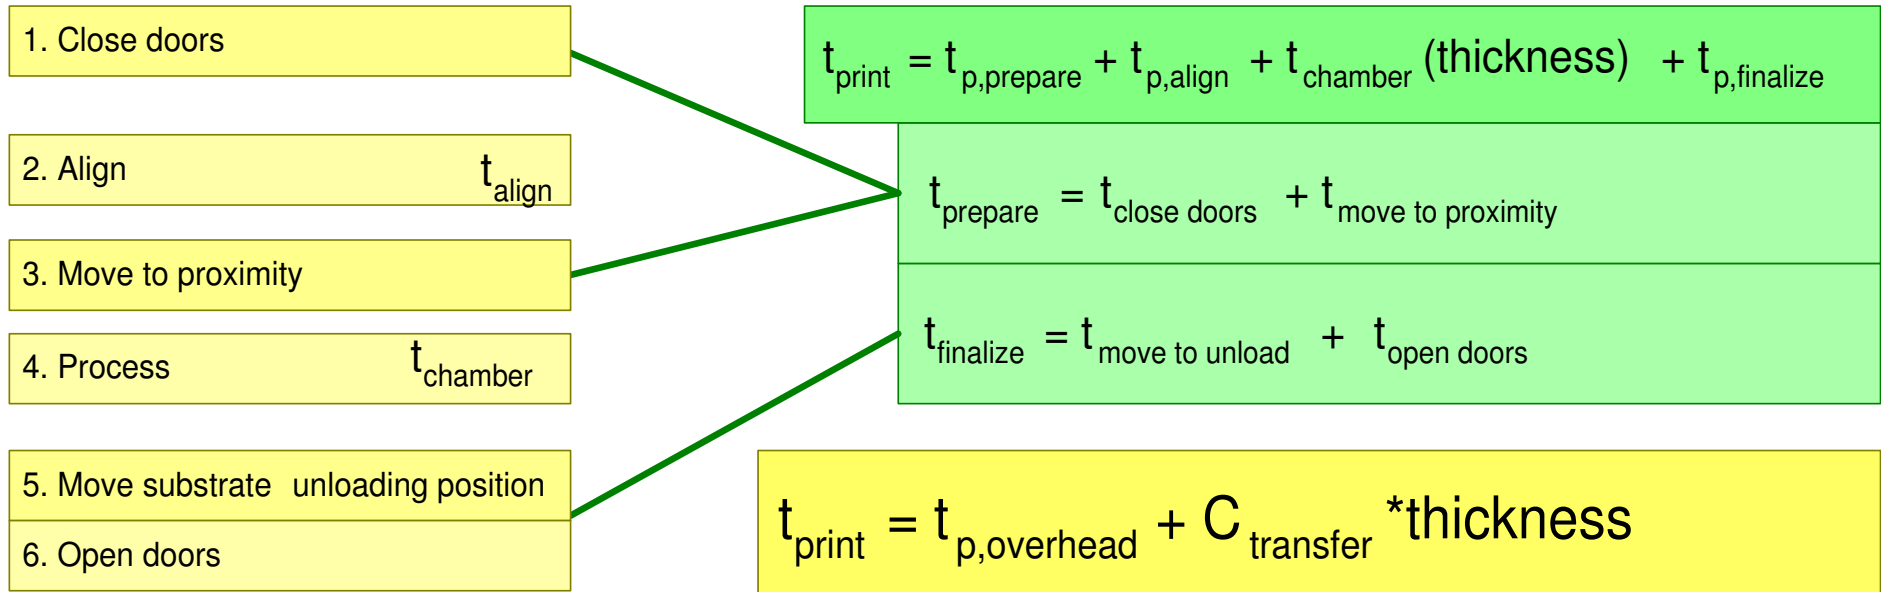 1. Close doors
2. Align t_align
3. Move to proximity
4. Process t_chamber
5. Move substrate unloading position
6. Open doors
t_print = t_p,prepare + t_p,align + t_chamber (thickness) + t_p,finalize
t_prepare = t_close doors + t_move to proximity
t_finalize = t_move to unload + t_open doors
t_print = t_p,overhead + C_transfer *thickness